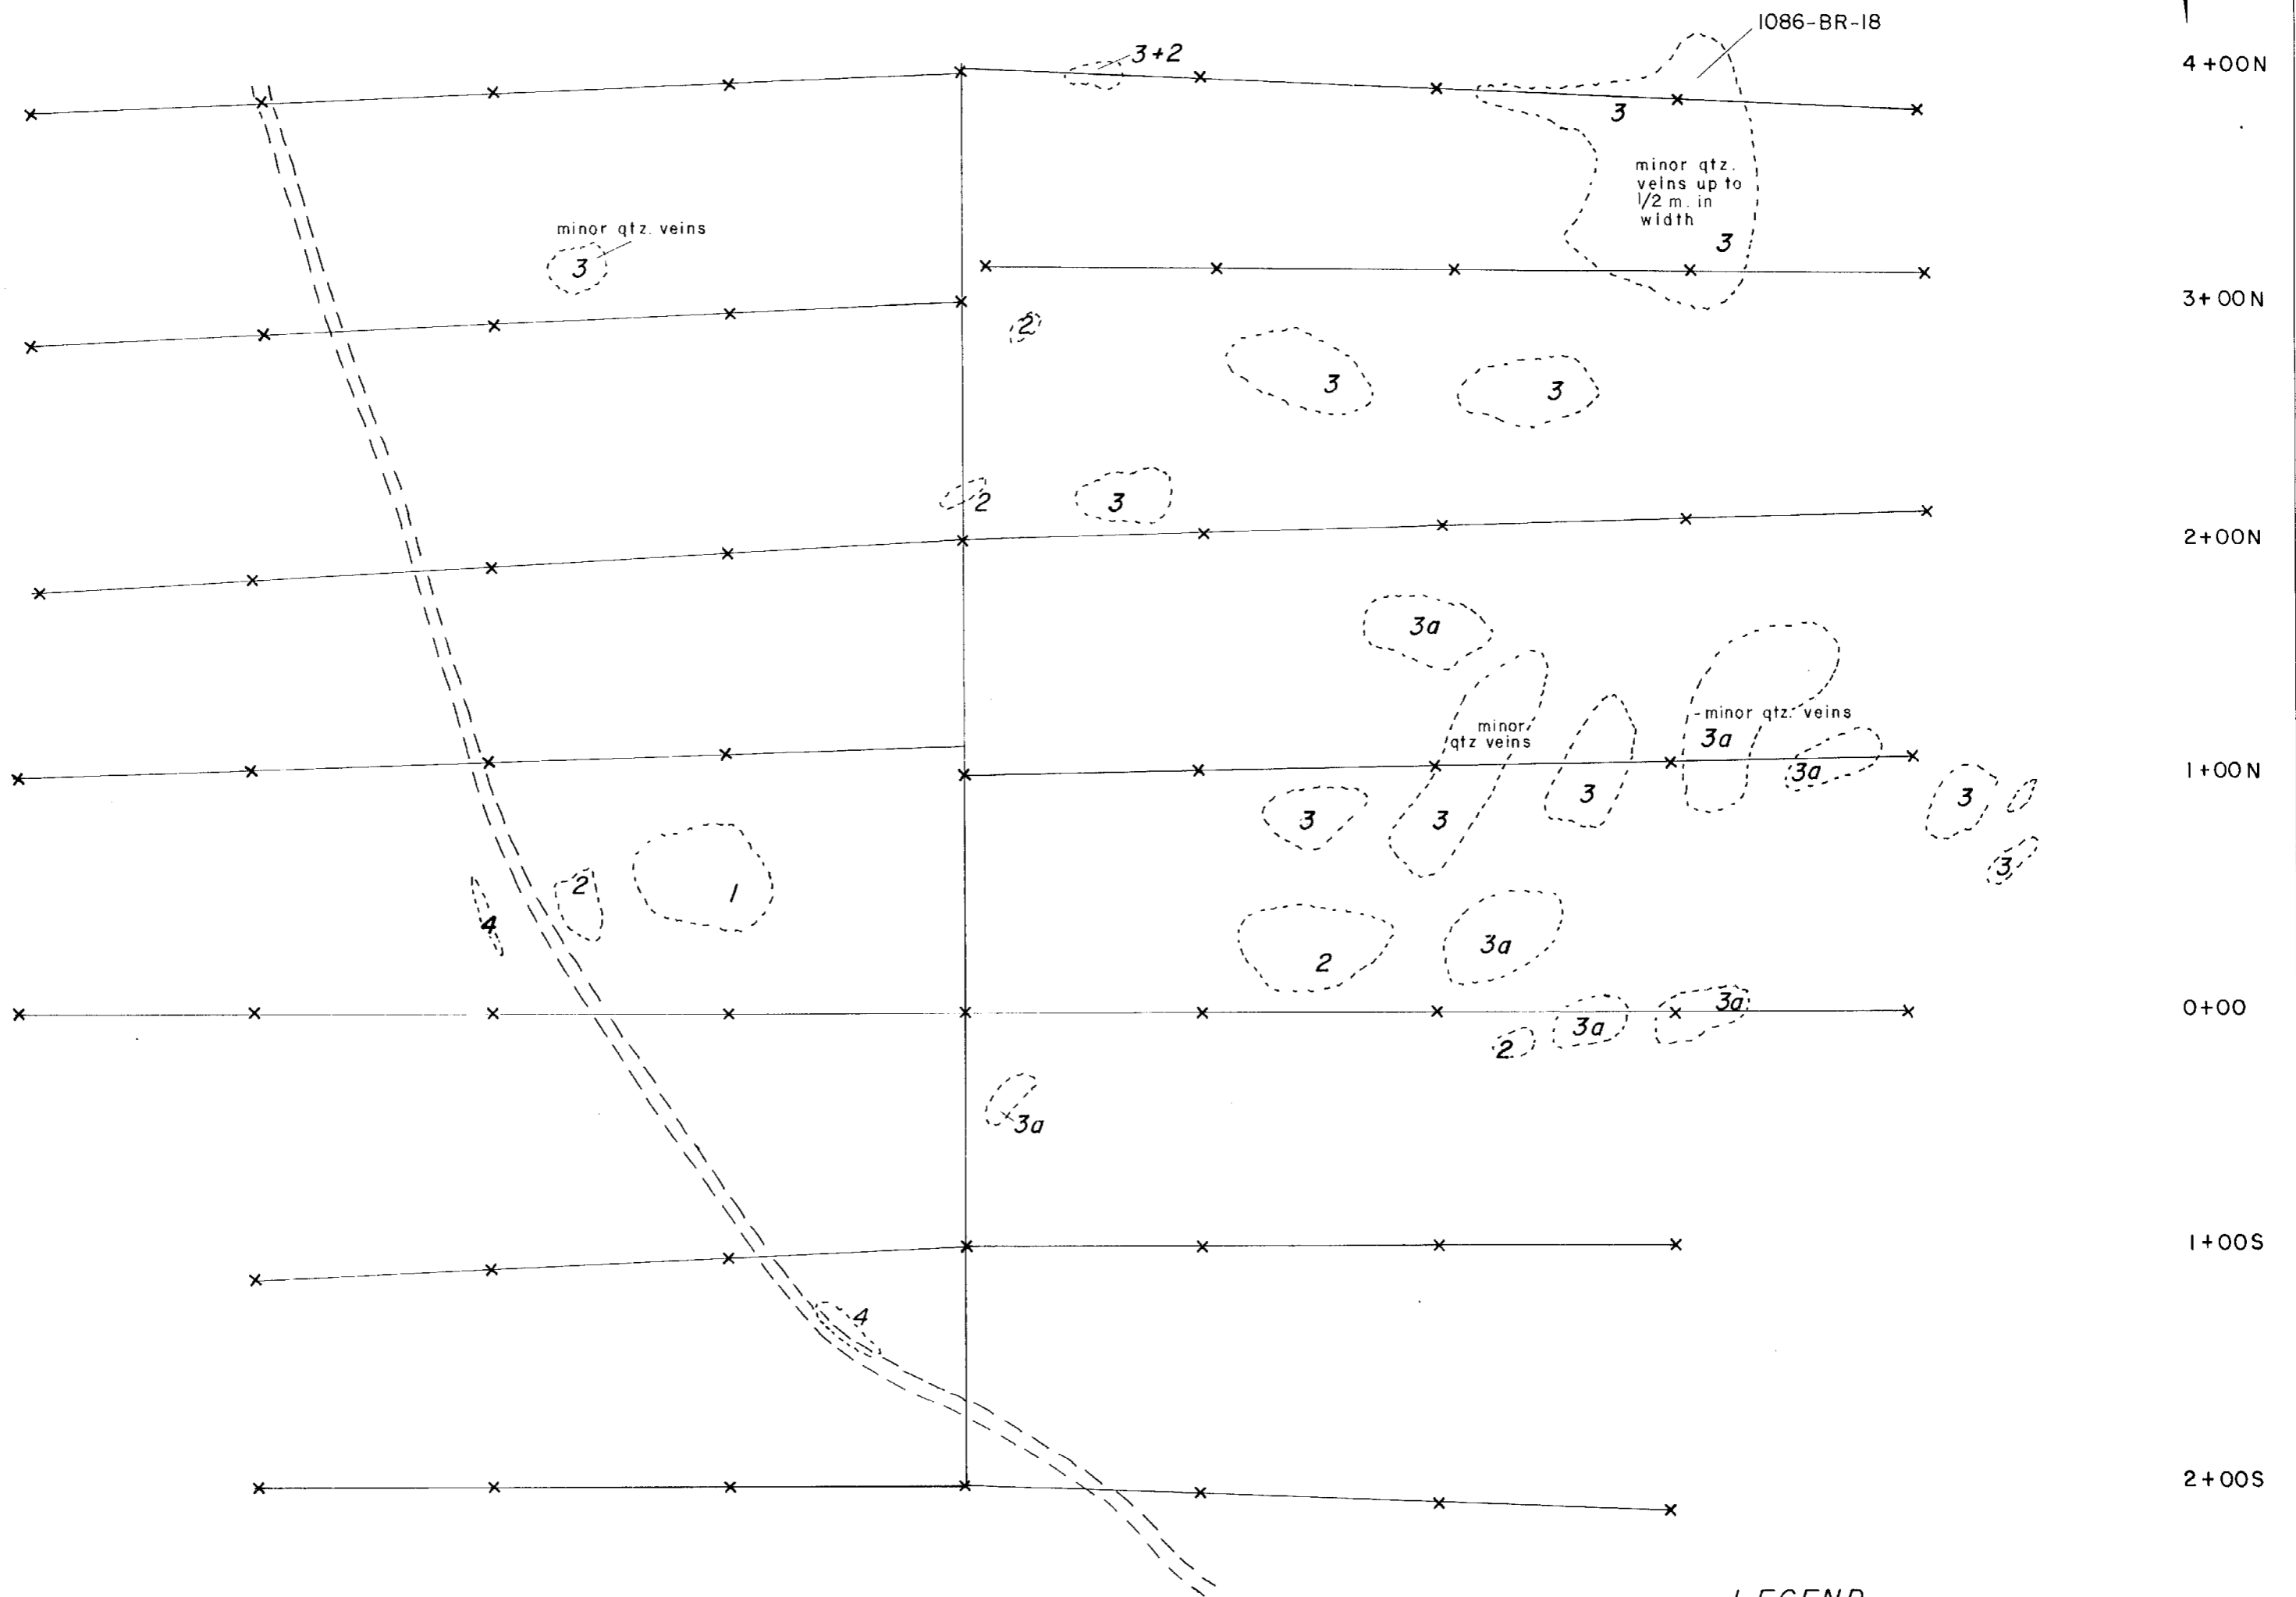 1086-BR-18
3+2
4+00N
3
minor qtz.
veins up to
1/2 m. in
width
3
minor qtz. veins
3
3+00N
2
3
3
2
3
2+00N
3a
minor
qtz veins
minor qtz. veins
3a
3a
1+00N
3
3
3
3
3
1
2
4
2
3a
3a
3a
0+00
2
3a
1+00S
4
2+00S